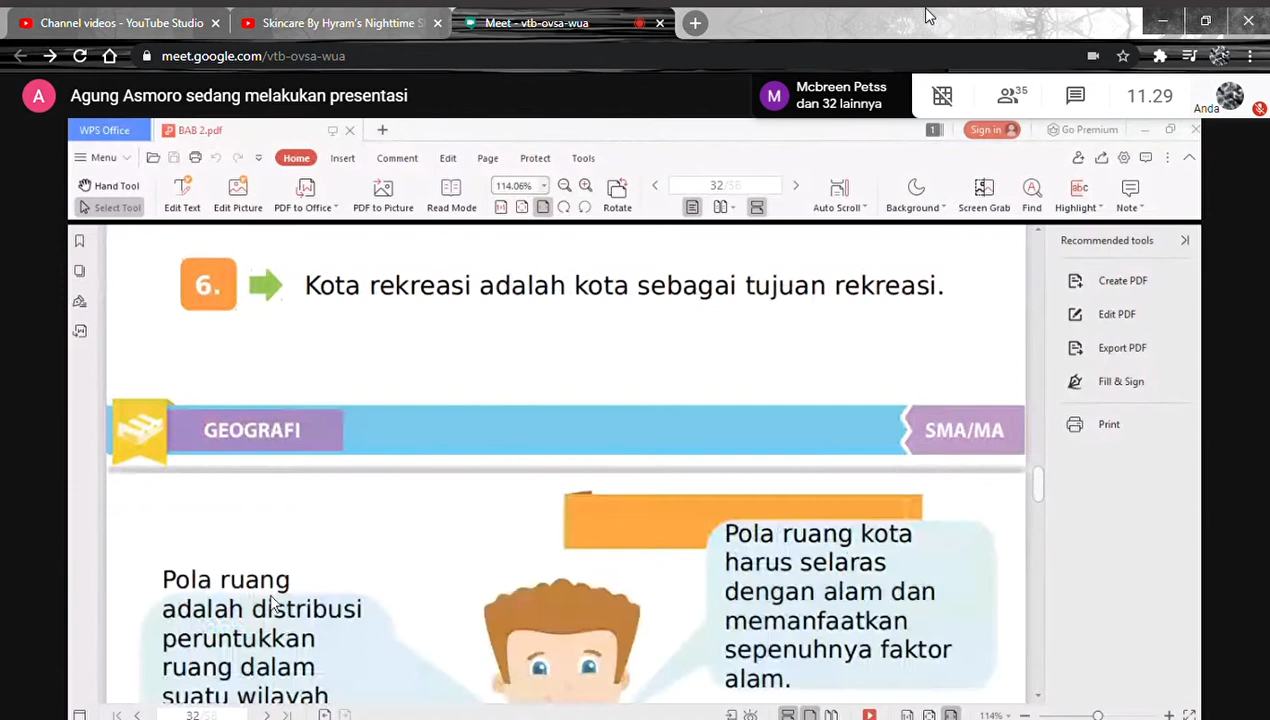 Channel videos - YouTube Studio
Skincare By Hyram's Nighttime S
Meet - vtb-ovsa-wua
meet.google.com/vtb-ovsa-wua
A
Agung Asmoro sedang melakukan presentasi
M
Mcbreen Petss
dan 32 lainnya
35
11.29
Anda
WPS Office
BAB 2.pdf
1
Sign in
Go Premium
Menu
Home
Insert
Comment
Edit
Page
Protect
Tools
Hand Tool
Select Tool
Edit Text
Edit Picture
PDF to Office
PDF to Picture
Read Mode
114.06%
Rotate
32/58
Auto Scroll
Background
Screen Grab
Find
Highlight
Note
Recommended tools
Create PDF
Edit PDF
Export PDF
Fill & Sign
Print
6.
Kota rekreasi adalah kota sebagai tujuan rekreasi.
GEOGRAFI
SMA/MA
Pola ruang
adalah distribusi
peruntukkan
ruang dalam
suatu wilayah
Pola ruang kota
harus selaras
dengan alam dan
memanfaatkan
sepenuhnya faktor
alam.
32/58
114%